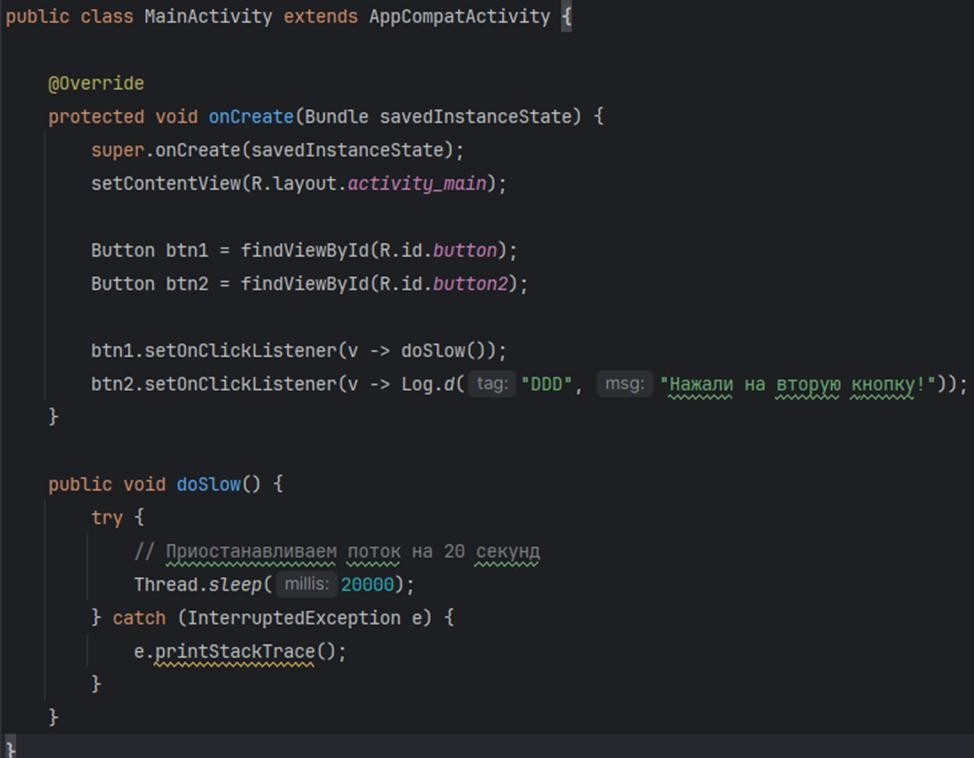 public class MainActivity extends AppCompatActivity {
@Override
protected void onCreate(Bundle savedInstanceState) {
super.onCreate(savedInstanceState);
setContentView(R.layout.activity_main);
Button btn1 = findViewById(R.id.button);
Button btn2 = findViewById(R.id.button2);
btn1.setOnClickListener(v -> doSlow());
btn2.setOnClickListener(v -> Log.d( tag: "DDD", msg: "Нажали на вторую кнопку!"));
}
public void doSlow() {
try {
// Приостанавливаем поток на 20 секунд
Thread.sleep( millis: 20000);
} catch (InterruptedException e) {
e.printStackTrace();
}
}
}